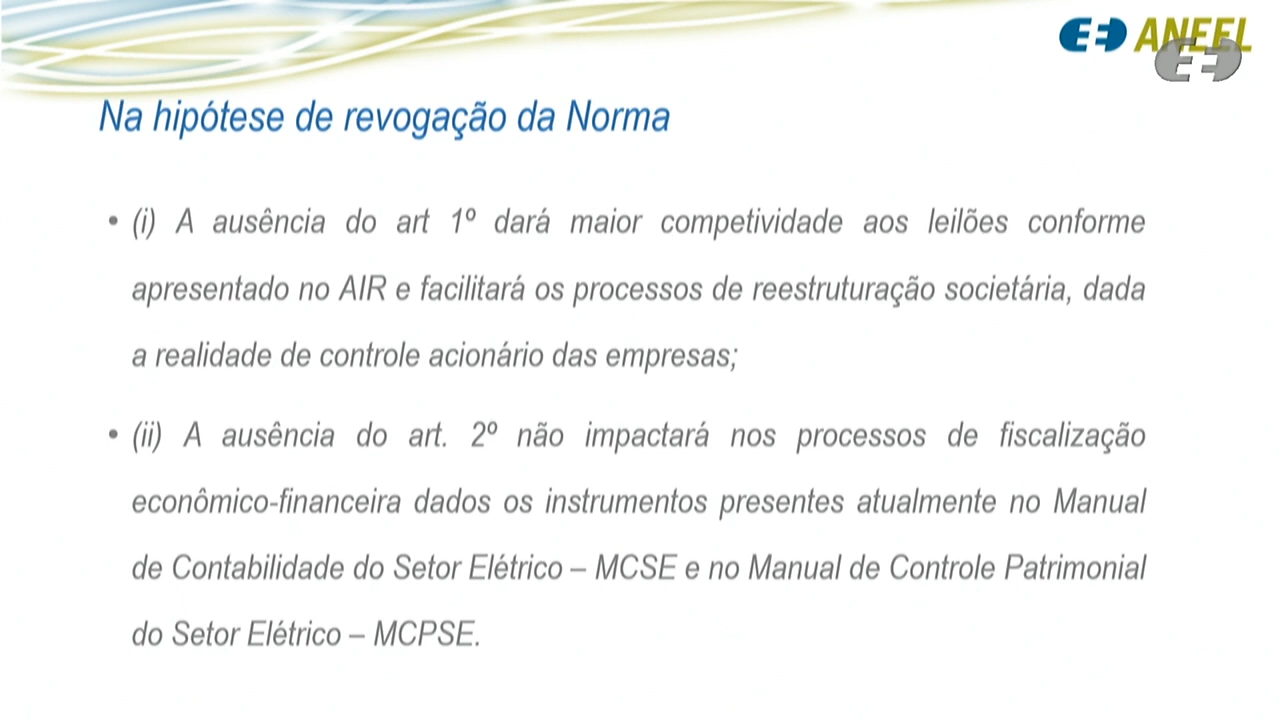 ANEEL
Na hipótese de revogação da Norma
• (i) A ausência do art 1º dará maior competividade aos leilões conforme
apresentado no AIR e facilitará os processos de reestruturação societária, dada
a realidade de controle acionário das empresas;
• (ii) A ausência do art. 2º não impactará nos processos de fiscalização
econômico-financeira dados os instrumentos presentes atualmente no Manual
de Contabilidade do Setor Elétrico – MCSE e no Manual de Controle Patrimonial
do Setor Elétrico – MCPSE.